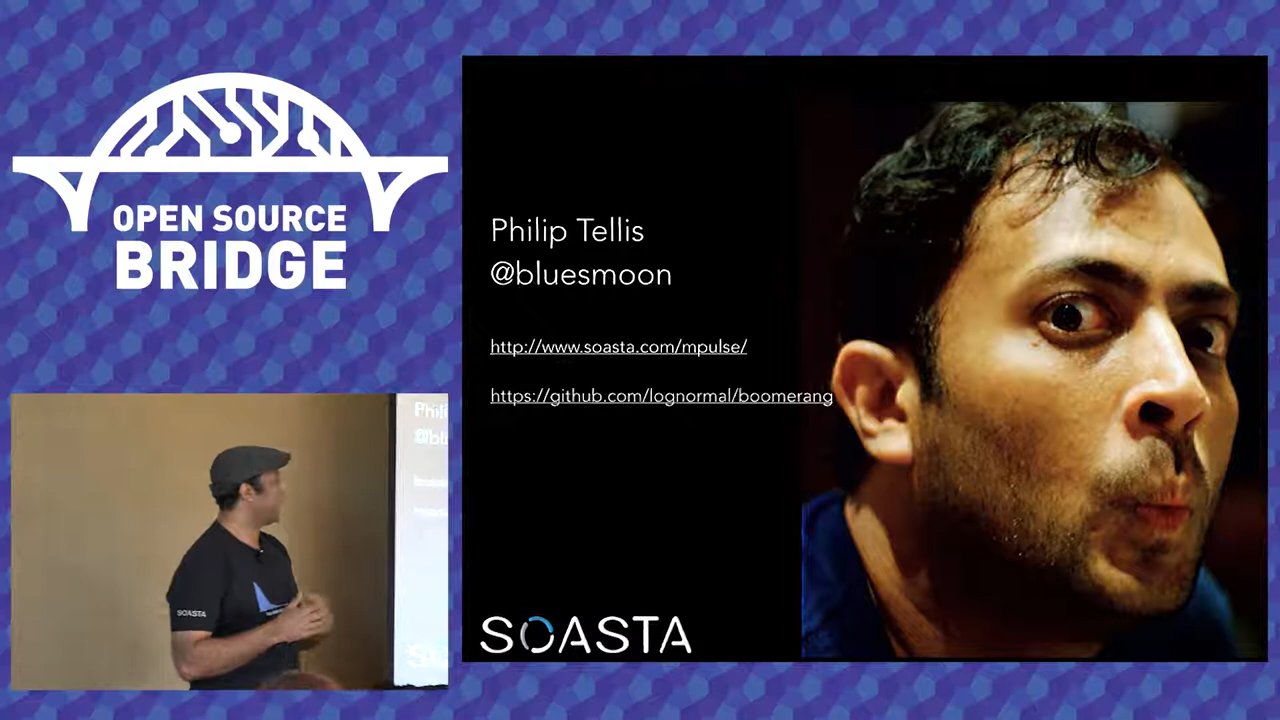 OPEN SOURCE
BRIDGE
Philip Tellis
@bluesmoon
http://www.soasta.com/mpulse/
https://github.com/lognormal/boomerang
SOASTA
SOASTA